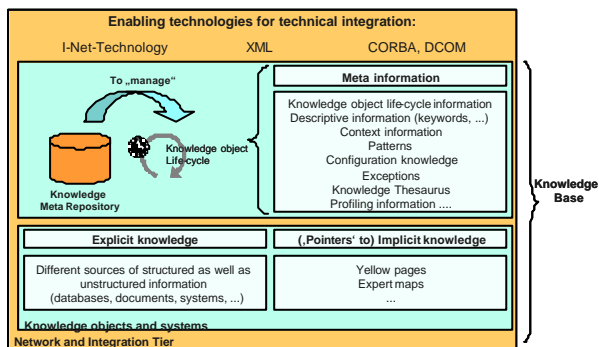 Enabling technologies for technical integration:
I-Net-Technology XML CORBA, DCOM
To „manage“
Knowledge object
Life-cycle
Knowledge
Meta Repository
Meta information
Knowledge object life-cycle information
Descriptive information (keywords, ...)
Context information
Patterns
Configuration knowledge
Exceptions
Knowledge Thesaurus
Profiling information ....
Knowledge
Base
Explicit knowledge
Different sources of structured as well as
unstructured information
(databases, documents, systems, ...)
(‚Pointers‘ to) Implicit knowledge
Yellow pages
Expert maps
...
Knowledge objects and systems
Network and Integration Tier